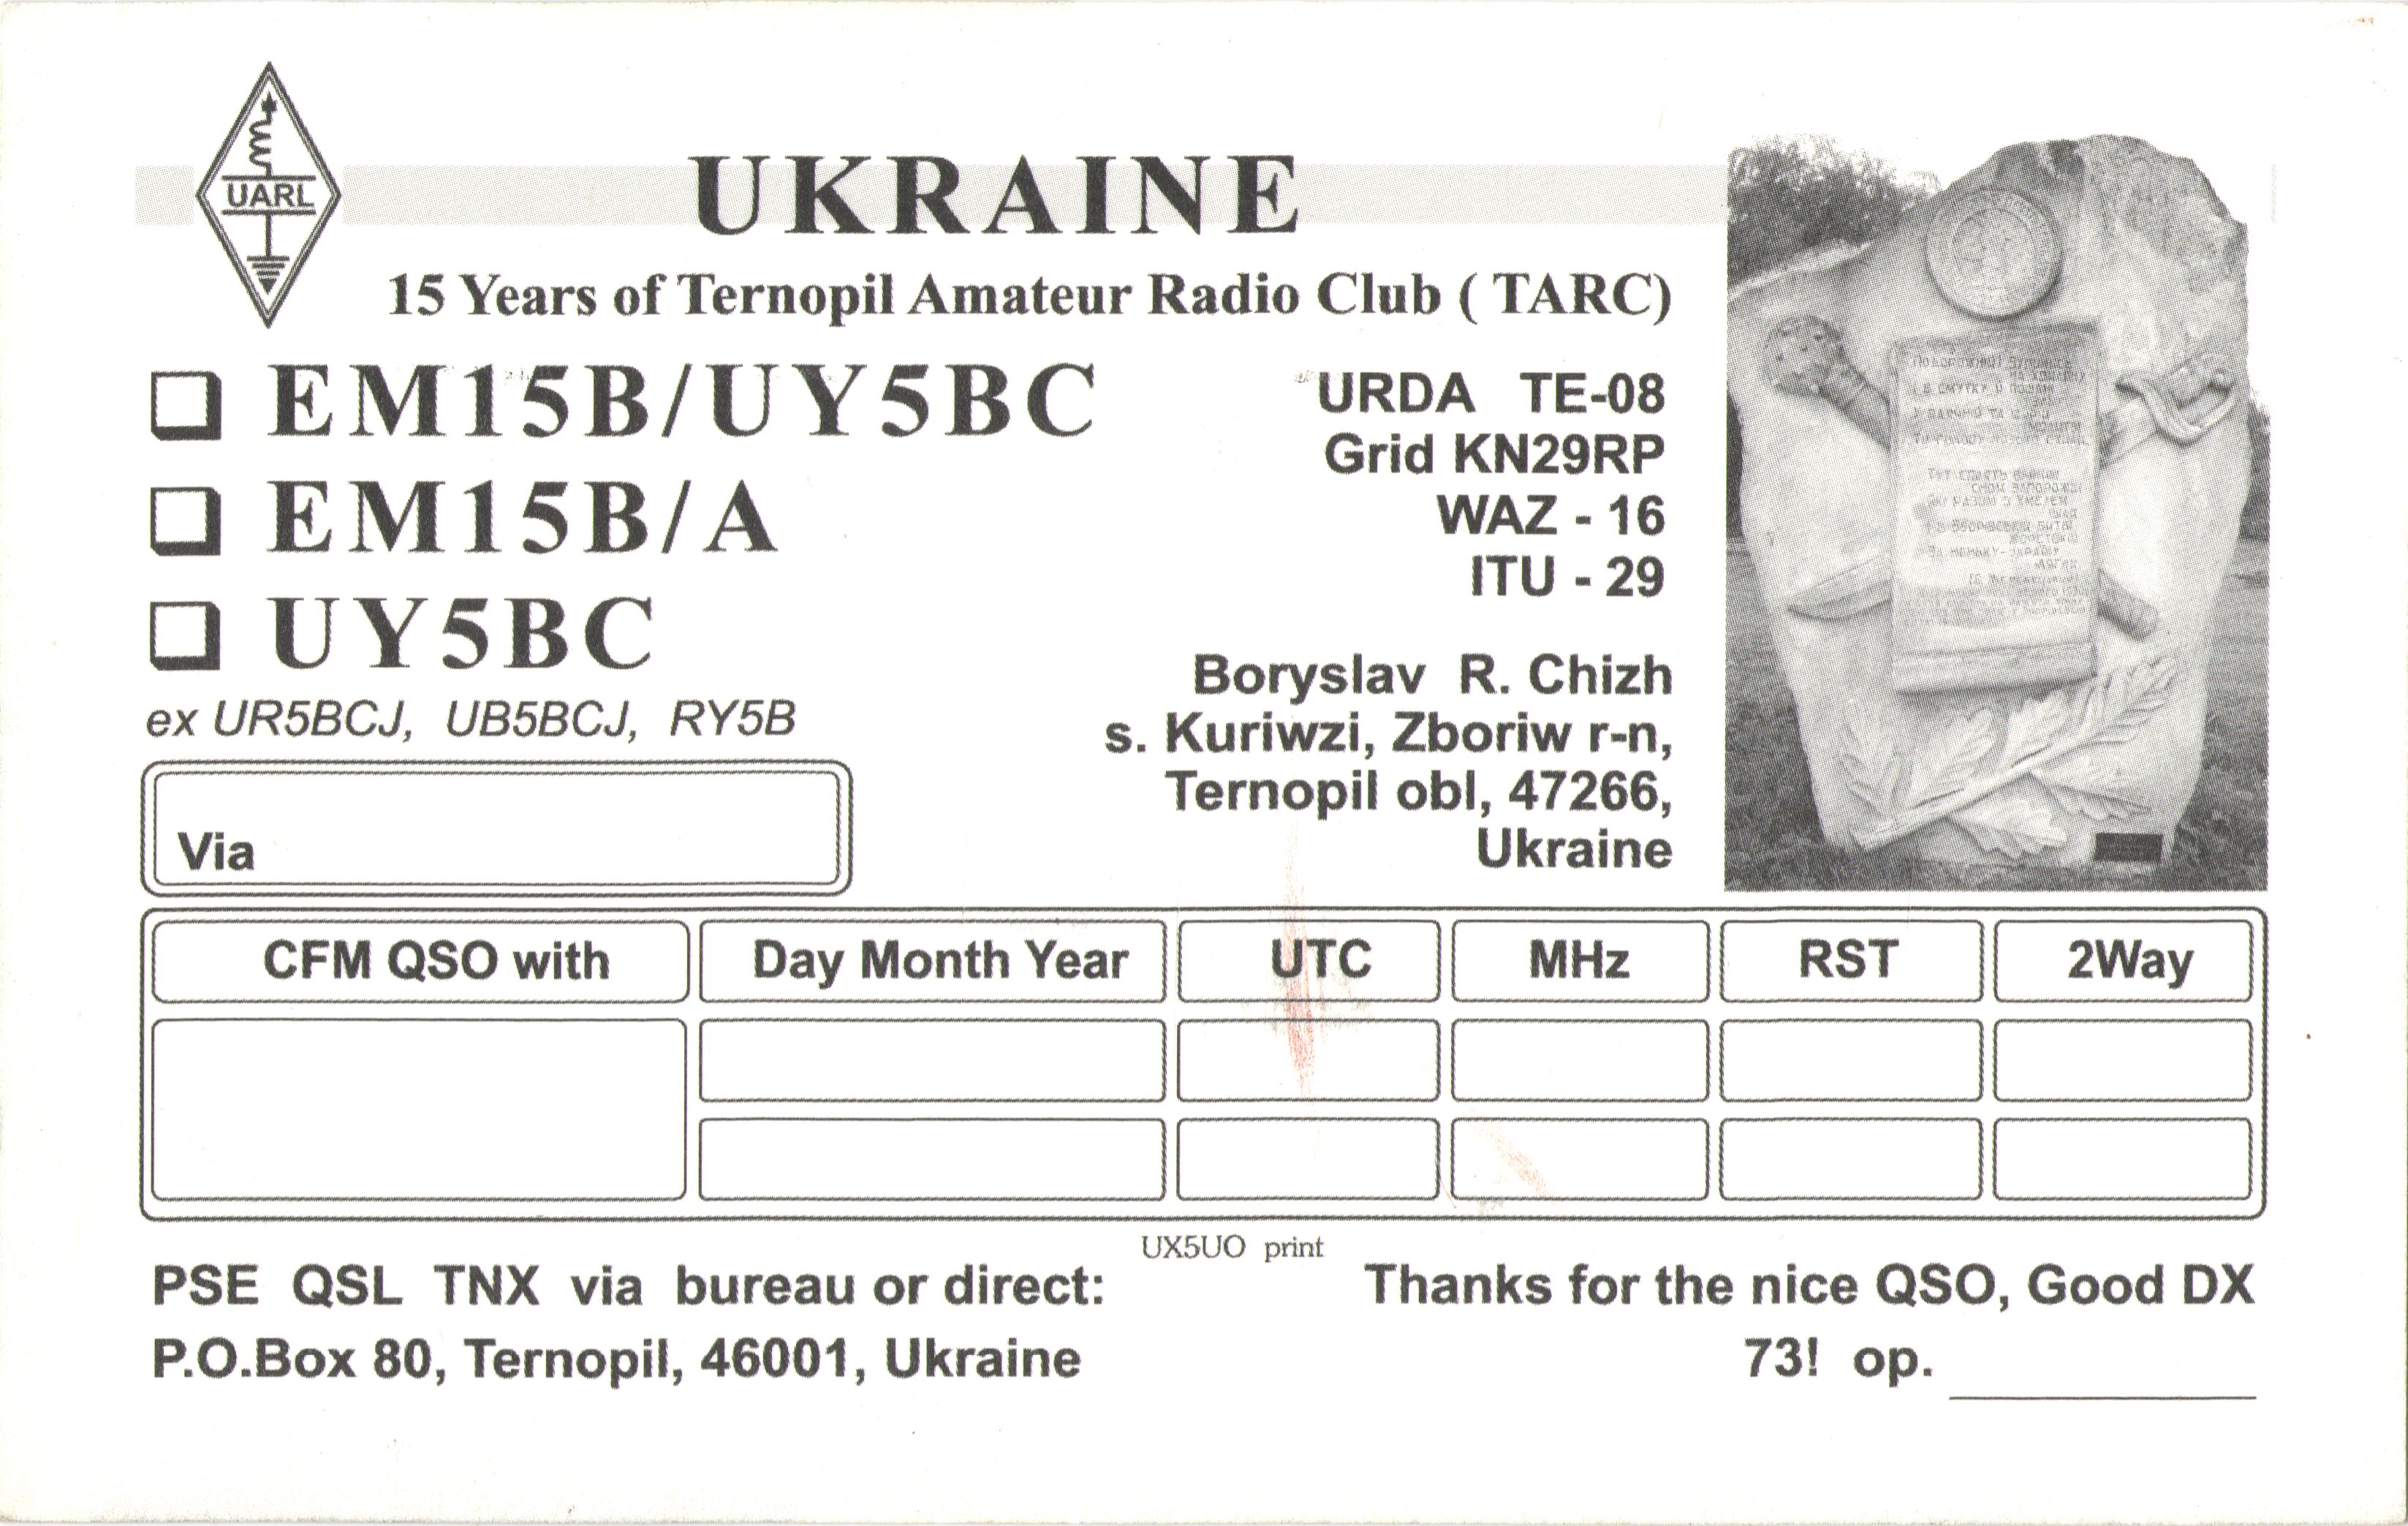 UARL
UKRAINE
15 Years of Ternopil Amateur Radio Club ( TARC)
EM15B/UY5BC
EM15B/A
UY5BC
ex UR5BCJ, UB5BCJ, RY5B
URDA TE-08
Grid KN29RP
WAZ - 16
ITU - 29
Boryslav R. Chizh
s. Kuriwzi, Zboriw r-n,
Ternopil obl, 47266,
Ukraine
Via
CFM QSO with Day Month Year UTC MHz RST 2Way
UX5UO print
PSE QSL TNX via bureau or direct:
P.O.Box 80, Ternopil, 46001, Ukraine
Thanks for the nice QSO, Good DX
73! op.